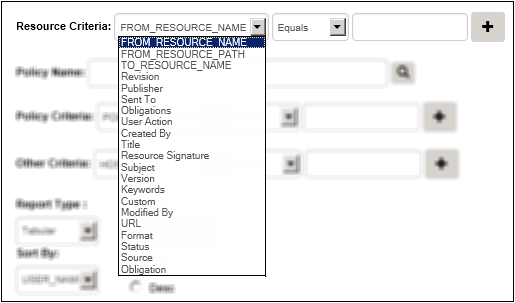 Resource Criteria: FROM_RESOURCE_NAME Equals
FROM_RESOURCE_NAME
FROM_RESOURCE_PATH
TO_RESOURCE_NAME
Revision
Publisher
Sent To
Obligations
User Action
Created By
Title
Resource Signature
Subject
Version
Keywords
Custom
Modified By
URL
Format
Status
Source
Obligation
Policy Name:
Policy Criteria:
Other Criteria:
Report Type :
Tabular
Sort By:
Desc